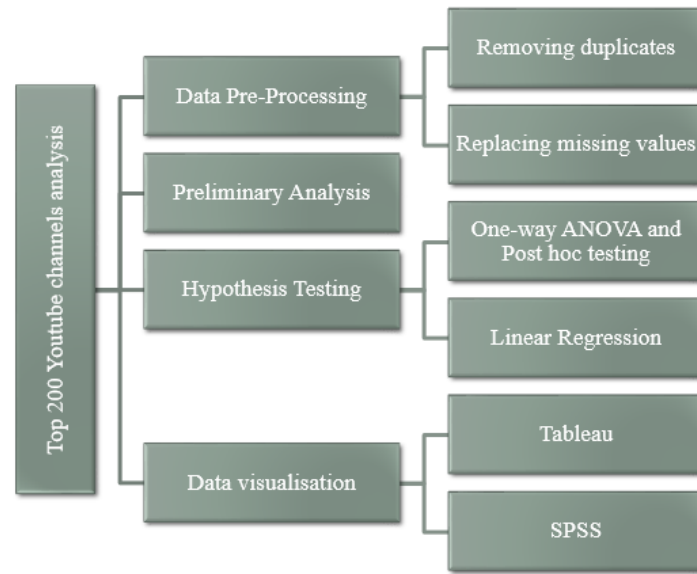 Top 200 Youtube channels analysis
Data Pre-Processing
Removing duplicates
Replacing missing values
Preliminary Analysis
Hypothesis Testing
One-way ANOVA and
Post hoc testing
Linear Regression
Data visualisation
Tableau
SPSS